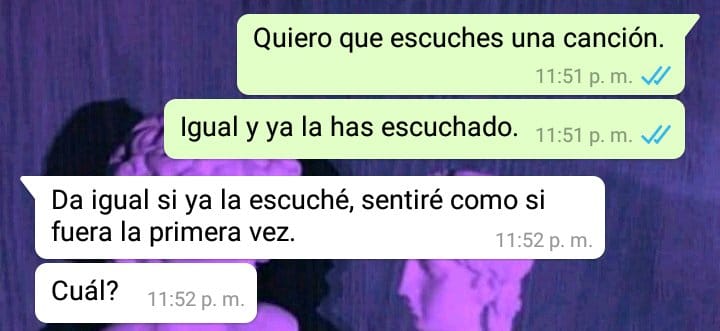 Quiero que escuches una canción.
11:51 p. m.
Igual y ya la has escuchado.
11:51 p. m.
Da igual si ya la escuché, sentiré como si
fuera la primera vez.
11:52 p. m.
Cuál?
11:52 p. m.